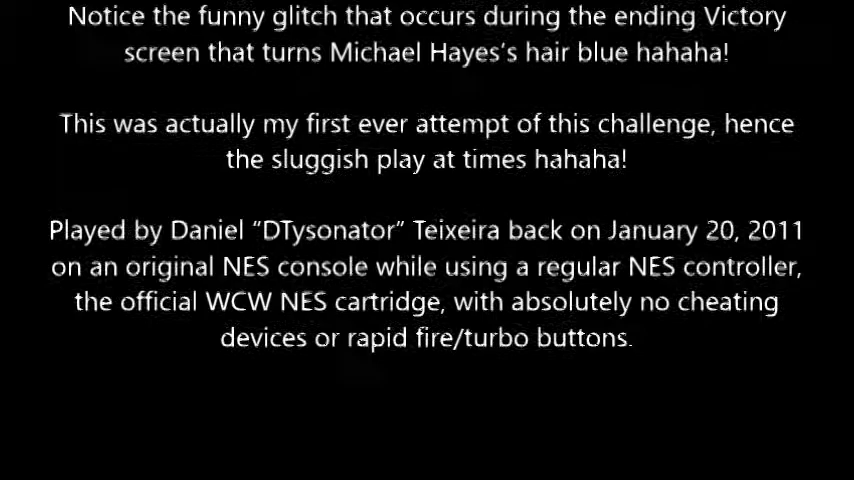 Notice the funny glitch that occurs during the ending Victory
screen that turns Michael Hayes's hair blue hahaha!
This was actually my first ever attempt of this challenge, hence
the sluggish play at times hahaha!
Played by Daniel “DTysonator” Teixeira back on January 20, 2011
on an original NES console while using a regular NES controller,
the official WCW NES cartridge, with absolutely no cheating
devices or rapid fire/turbo buttons.